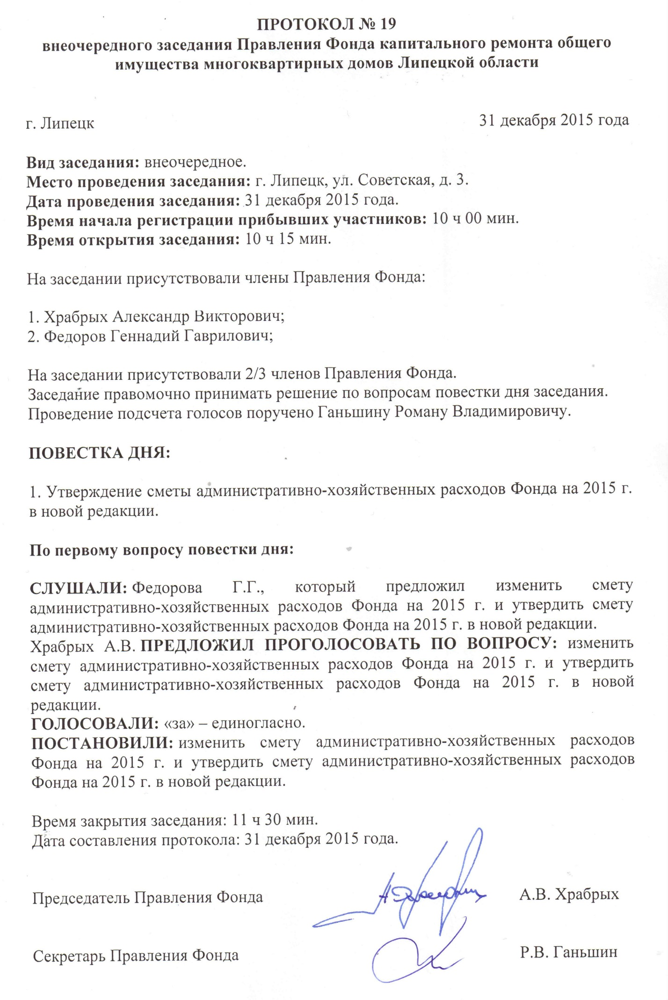 ПРОТОКОЛ № 19
внеочередного заседания Правления Фонда капитального ремонта общего
имущества многоквартирных домов Липецкой области
г. Липецк 31 декабря 2015 года
Вид заседания: внеочередное.
Место проведения заседания: г. Липецк, ул. Советская, д. 3.
Дата проведения заседания: 31 декабря 2015 года.
Время начала регистрации прибывших участников: 10 ч 00 мин.
Время открытия заседания: 10 ч 15 мин.
На заседании присутствовали члены Правления Фонда:
1. Храбрых Александр Викторович;
2. Федоров Геннадий Гаврилович;
На заседании присутствовали 2/3 членов Правления Фонда.
Заседание правомочно принимать решение по вопросам повестки дня заседания.
Проведение подсчета голосов поручено Ганьшину Роману Владимировичу.
ПОВЕСТКА ДНЯ:
1. Утверждение сметы административно-хозяйственных расходов Фонда на 2015 г.
в новой редакции.
По первому вопросу повестки дня:
СЛУШАЛИ: Федорова Г.Г., который предложил изменить смету
административно-хозяйственных расходов Фонда на 2015 г. и утвердить смету
административно-хозяйственных расходов Фонда на 2015 г. в новой редакции.
Храбрых А.В. ПРЕДЛОЖИЛ ПРОГОЛОСОВАТЬ ПО ВОПРОСУ: изменить
смету административно-хозяйственных расходов Фонда на 2015 г. и утвердить
смету административно-хозяйственных расходов Фонда на 2015 г. в новой
редакции.
ГОЛОСОВАЛИ: «за» – единогласно.
ПОСТАНОВИЛИ: изменить смету административно-хозяйственных расходов
Фонда на 2015 г. и утвердить смету административно-хозяйственных расходов
Фонда на 2015 г. в новой редакции.
Время закрытия заседания: 11 ч 30 мин.
Дата составления протокола: 31 декабря 2015 года.
Председатель Правления Фонда А.В. Храбрых
Секретарь Правления Фонда Р.В. Ганьшин